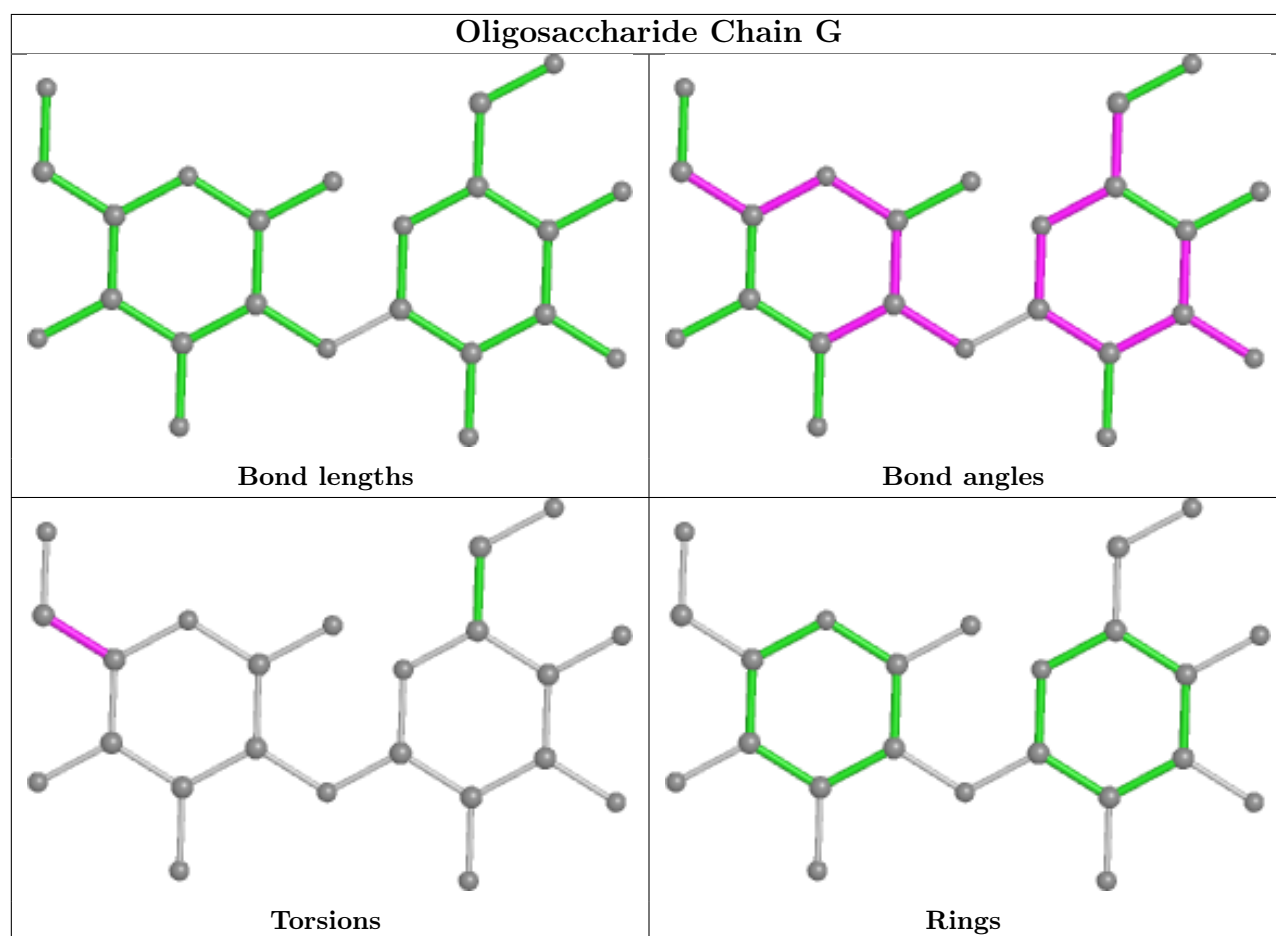 Oligosaccharide Chain G
Bond lengths
Bond angles
Torsions
Rings